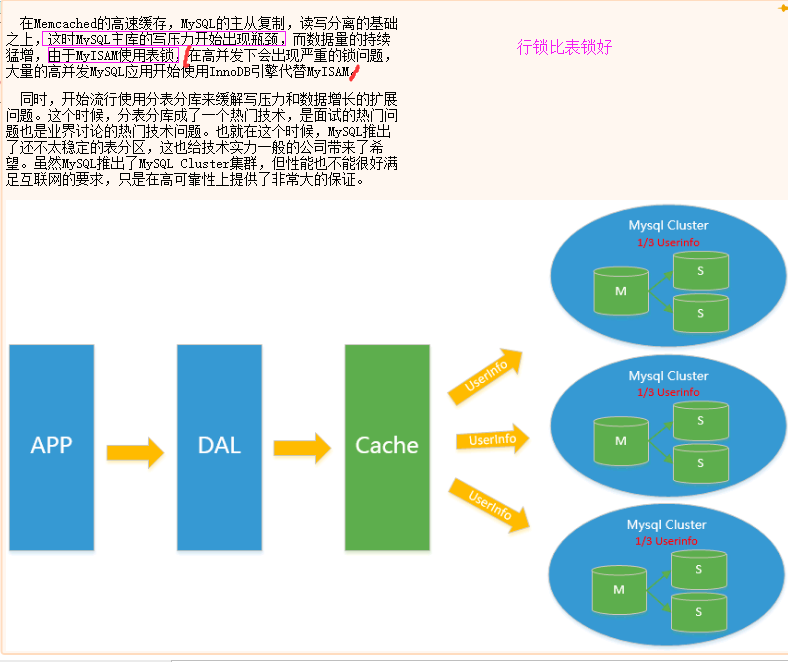 在Memcached的高速缓存，MySQL的主从复制，读写分离的基础
之上，这时MySQL主库的写压力开始出现瓶颈，而数据量的持续
猛增，由于MyISAM使用表锁，在高并发下会出现严重的锁问题，
大量的高并发MySQL应用开始使用InnoDB引擎代替MyISAM。
行锁比表锁好
同时，开始流行使用分表分库来缓解写压力和数据增长的扩展
问题。这个时候，分表分库成了一个热门技术，是面试的热门问
题也是业界讨论的热门技术问题。也就在这个时候，MySQL推出
了还不太稳定的表分区，这也给技术实力一般的公司带来了希
望。虽然MySQL推出了MySQL Cluster集群，但性能也不能很好满
足互联网的要求，只是在高可靠性上提供了非常大的保证。
APP
DAL
Cache
UserInfo
UserInfo
UserInfo
Mysql Cluster
1/3 Userinfo
M
S
S
Mysql Cluster
1/3 Userinfo
M
S
S
Mysql Cluster
1/3 Userinfo
M
S
S